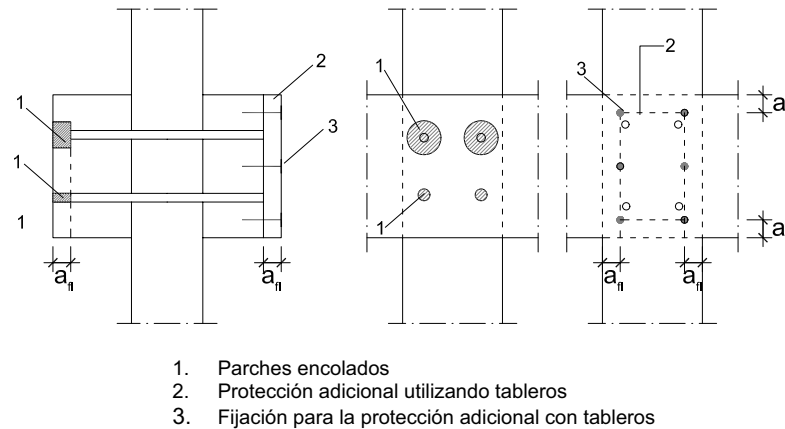 1
1
1
a fl
2
3
a fl
1
1
3
2
a
a
a fl
a fl
1. Parches encolados
2. Protección adicional utilizando tableros
3. Fijación para la protección adicional con tableros